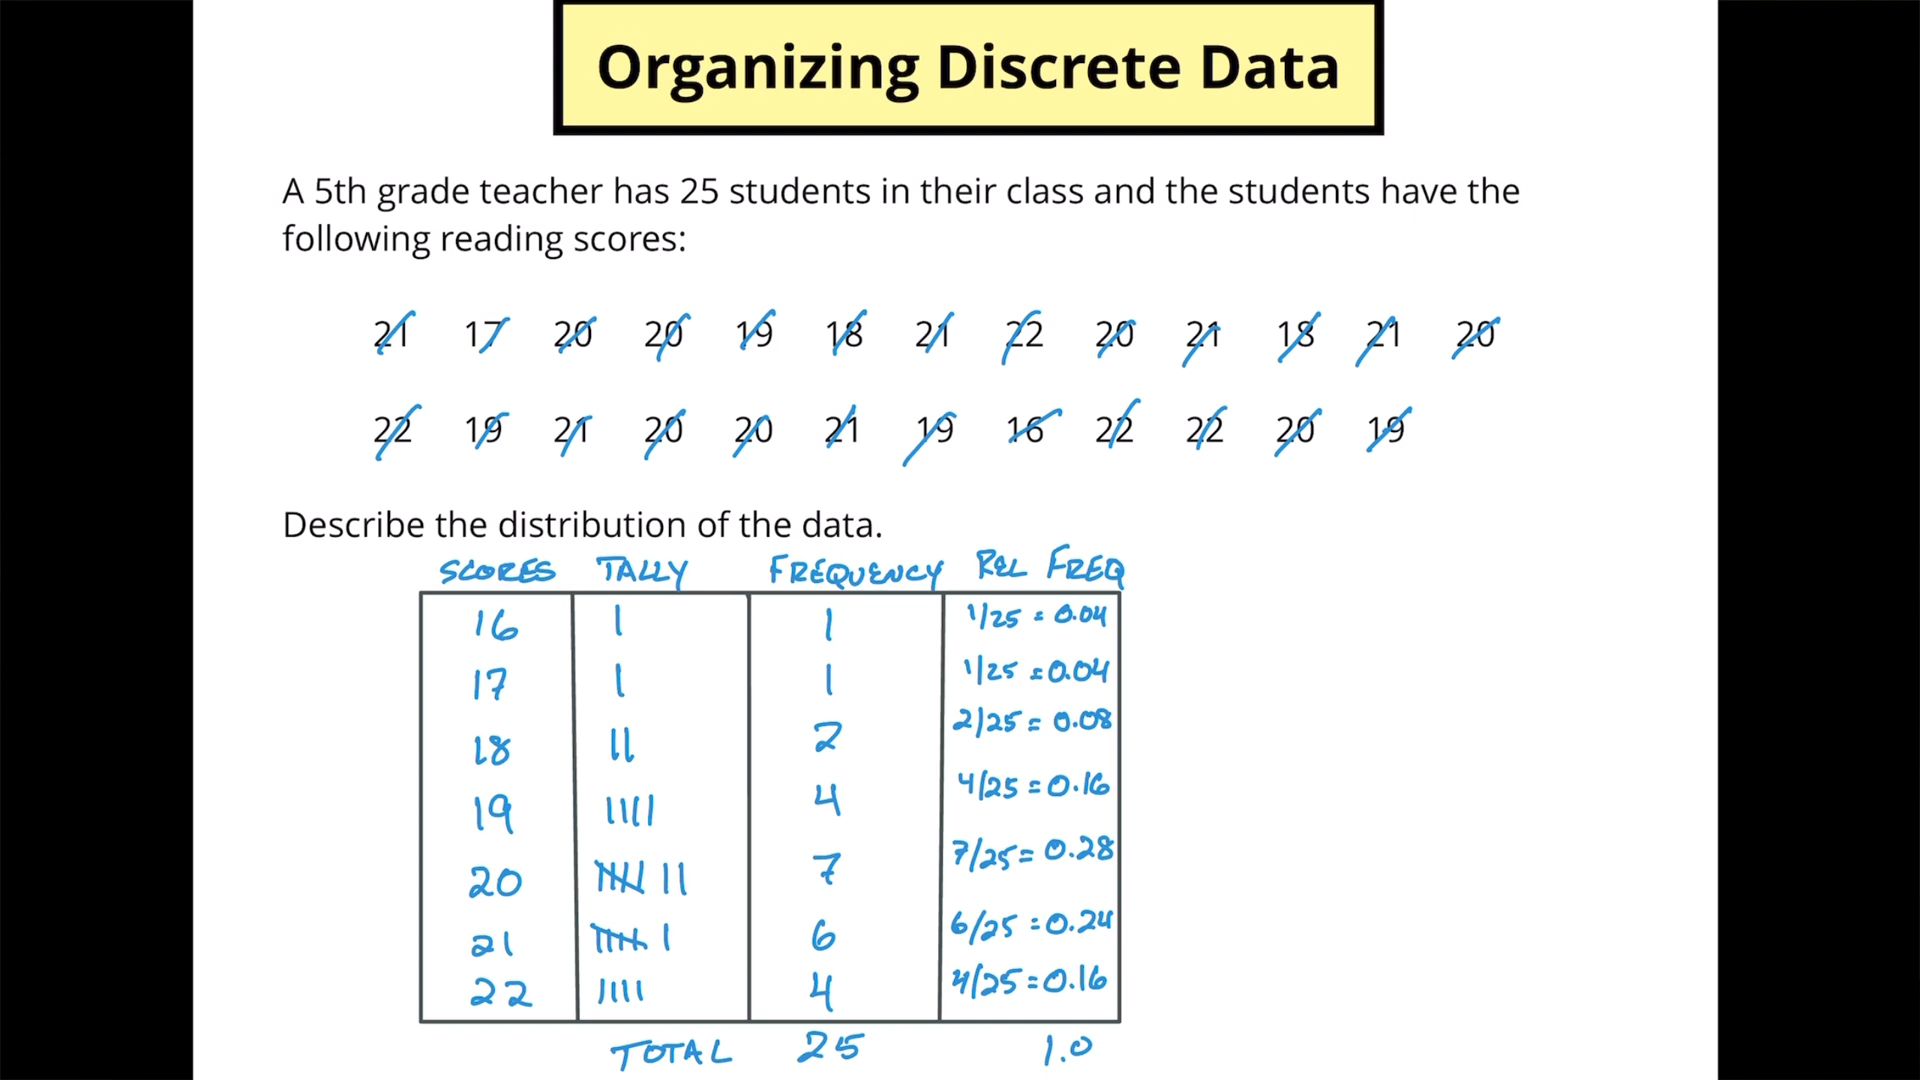 Organizing Discrete Data
A 5th grade teacher has 25 students in their class and the students have the
following reading scores:
21 17 20 20 19 18 21 22 20 21 18 21 20
22 19 21 20 20 21 19 16 22 22 20 19
Describe the distribution of the data.
SCORES TALLY FREQUENCY REL FREQ
16 | 1 1/25 = 0.04
17 | 1 1/25 = 0.04
18 || 2 2/25 = 0.08
19 |||| 4 4/25 = 0.16
20 |||| || 7 7/25 = 0.28
21 |||| | 6 6/25 = 0.24
22 |||| 4 4/25 = 0.16
TOTAL 25 1.0